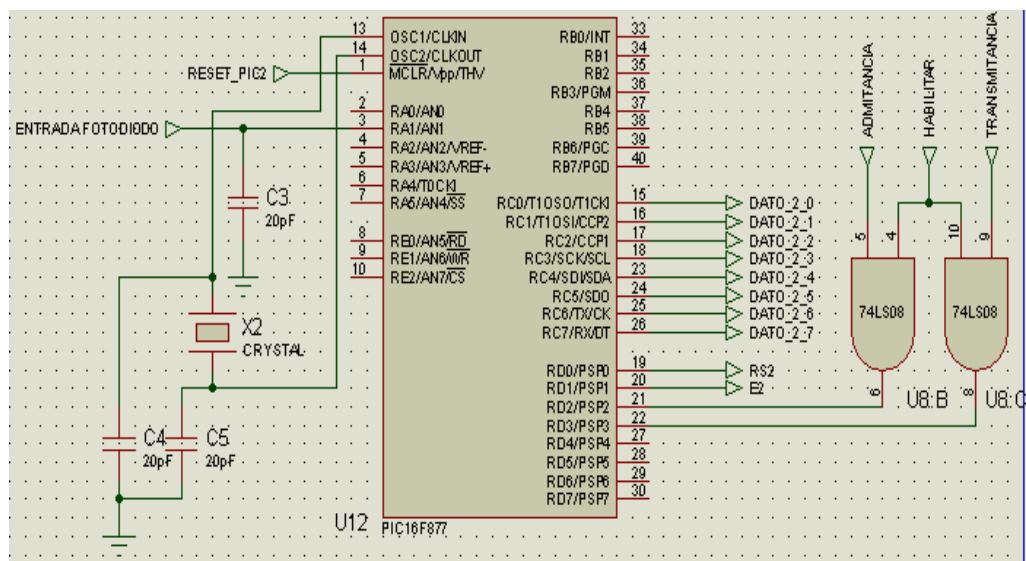 13 OSC1/CLKIN RB0/INT 33
14 OSC2/CLKOUT RB1 34
RESET_PIC2 1 MCLR/Vpp/THV RB2 35
RB3/PGM 36
2 RA0/AN0 RB4 37
ENTRADA FOTODIODO 3 RA1/AN1 RB5 38
4 RA2/AN2/VREF- RB6/PGC 39
5 RA3/AN3/VREF+ RB7/PGD 40
6 RA4/T0CKI
7 RA5/AN4/SS RC0/T1OSO/T1CKI 15 DATO_2_0
RC1/T1OSI/CCP2 16 DATO_2_1
8 RE0/AN5/RD RC2/CCP1 17 DATO_2_2
9 RE1/AN6/WR RC3/SCK/SCL 18 DATO_2_3
10 RE2/AN7/CS RC4/SDI/SDA 23 DATO_2_4
RC5/SDO 24 DATO_2_5
RC6/TX/CK 25 DATO_2_6
RC7/RX/DT 26 DATO_2_7
RD0/PSP0 19 RS2
RD1/PSP1 20 E2
RD2/PSP2 21
RD3/PSP3 22
RD4/PSP4 27
RD5/PSP5 28
RD6/PSP6 29
RD7/PSP7 30
U12 PIC16F877
C3
20pF
X2
CRYSTAL
C4 C5
20pF 20pF
ADMITANCIA
HABILITAR
TRANSMITANCIA
5 4 10 9
74LS08 74LS08
6 U8:B 8 U8:C